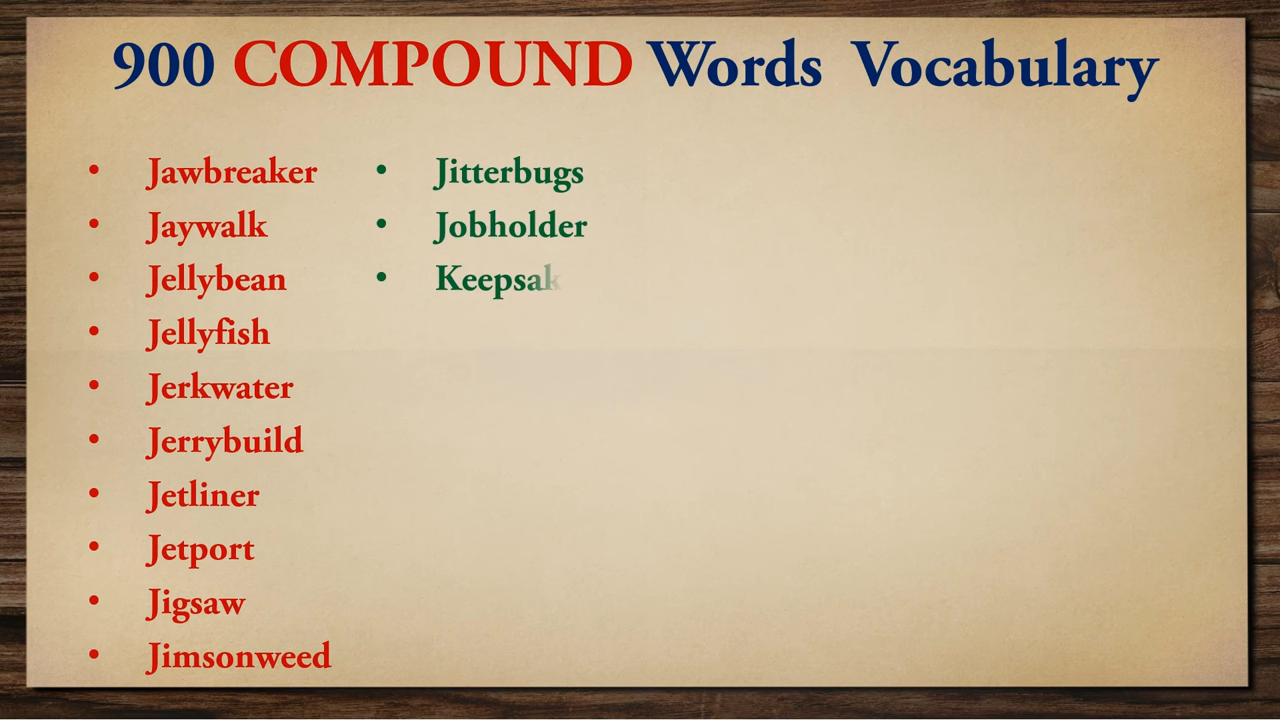 900 COMPOUND Words Vocabulary
• Jawbreaker
• Jaywalk
• Jellybean
• Jellyfish
• Jerkwater
• Jerrybuild
• Jetliner
• Jetport
• Jigsaw
• Jimsonweed
• Jitterbugs
• Jobholder
• Keepsak